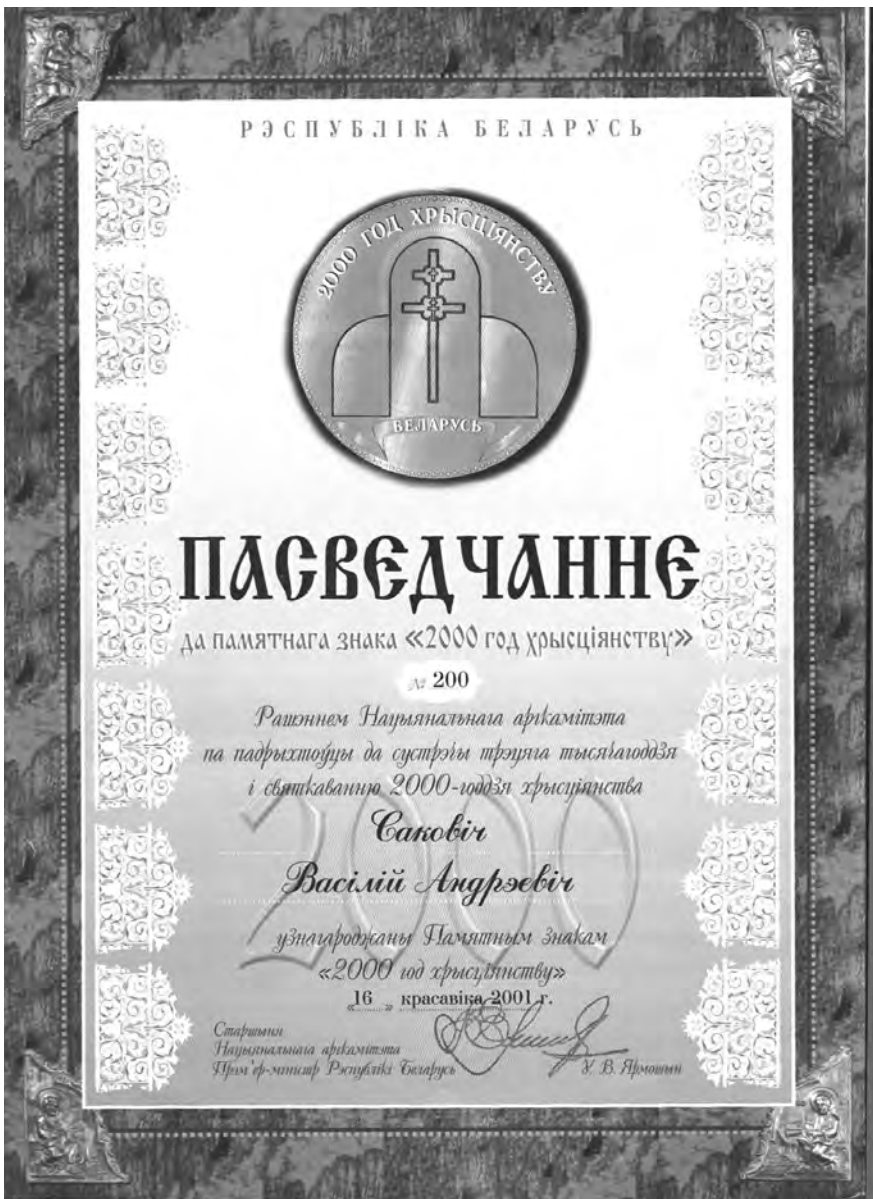 РЭСПУБЛІКА БЕЛАРУСЬ
2000 ГОД ХРЫСЦІЯНСТВУ
БЕЛАРУСЬ
ПАСВЕДЧАННЕ
да памятнага знака «2000 год хрысціянству»
№ 200
Рашэннем Нацыянальнага аргкамітэта
па падрыхтоўцы да сустрэчы трэцяга тысячагоддзя
і святкаванню 2000-годдзя хрысціянства
Саковіч
Васілій Андрэевіч
узнагароджаны Памятным знакам
«2000 год хрысціянству»
«16» красавіка 2001 г.
Старшыня
Нацыянальнага аргкамітэта
Прэм'ер-міністр Рэспублікі Беларусь
У. В. Ярмошын